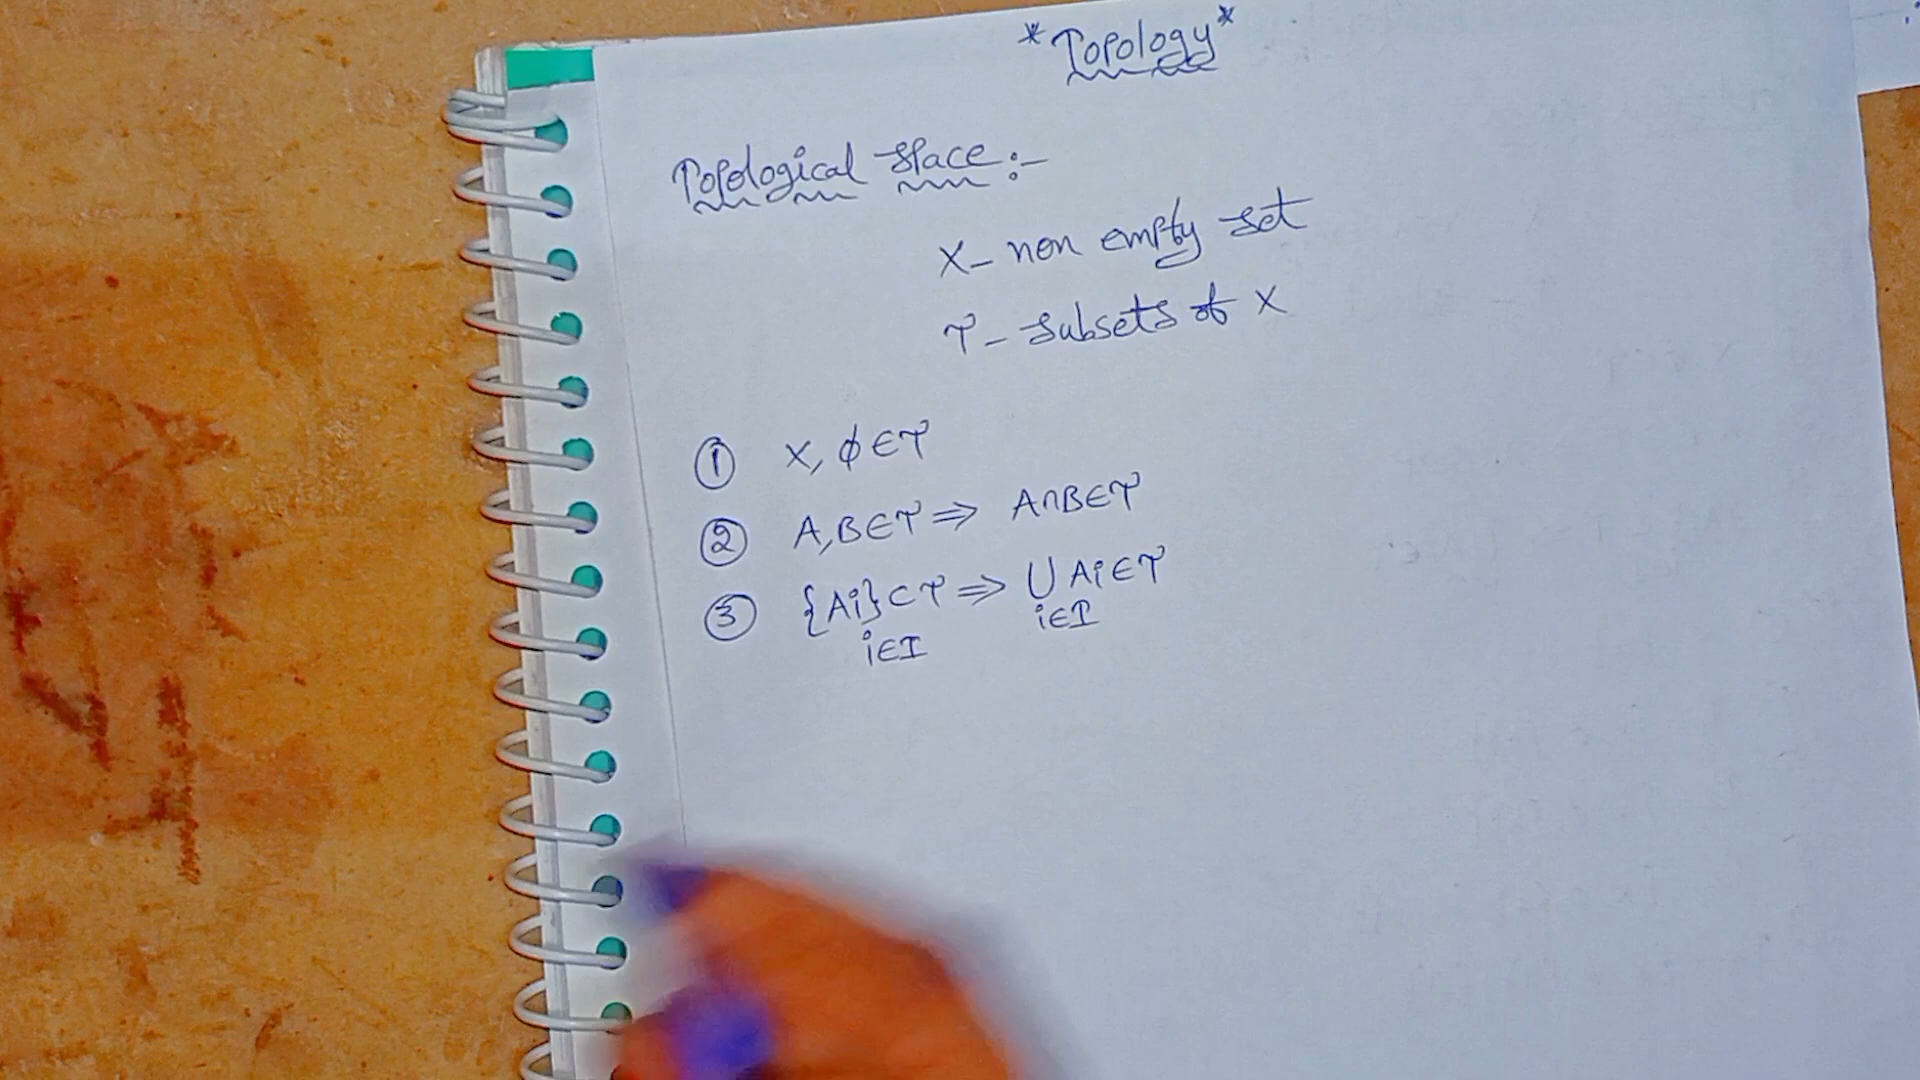 *Topology*
Topological space:-
X- non empty set
τ- subsets of X
① X, ϕ∈τ
② A,B∈τ⇒ A∩B∈τ
③ {Ai}⊂τ⇒ ∪Ai∈τ
i∈I i∈I